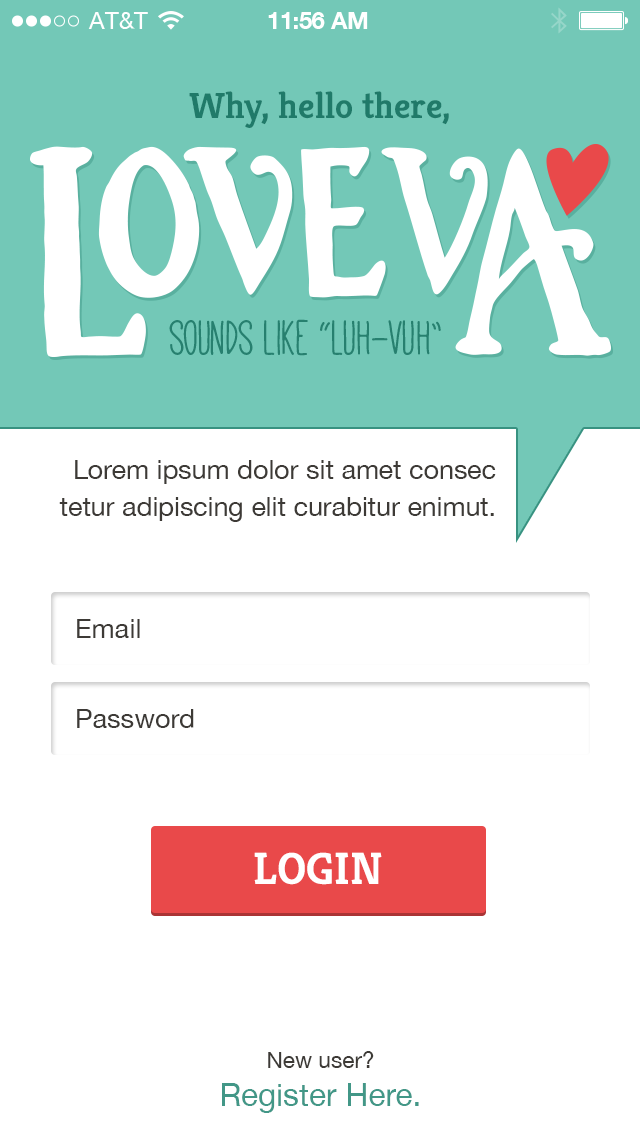 AT&T 11:56 AM
Why, hello there,
LOVEVA
SOUNDS LIKE “LUH-VUH“
Lorem ipsum dolor sit amet consec
tetur adipiscing elit curabitur enimut.
Email
Password
LOGIN
New user?
Register Here.